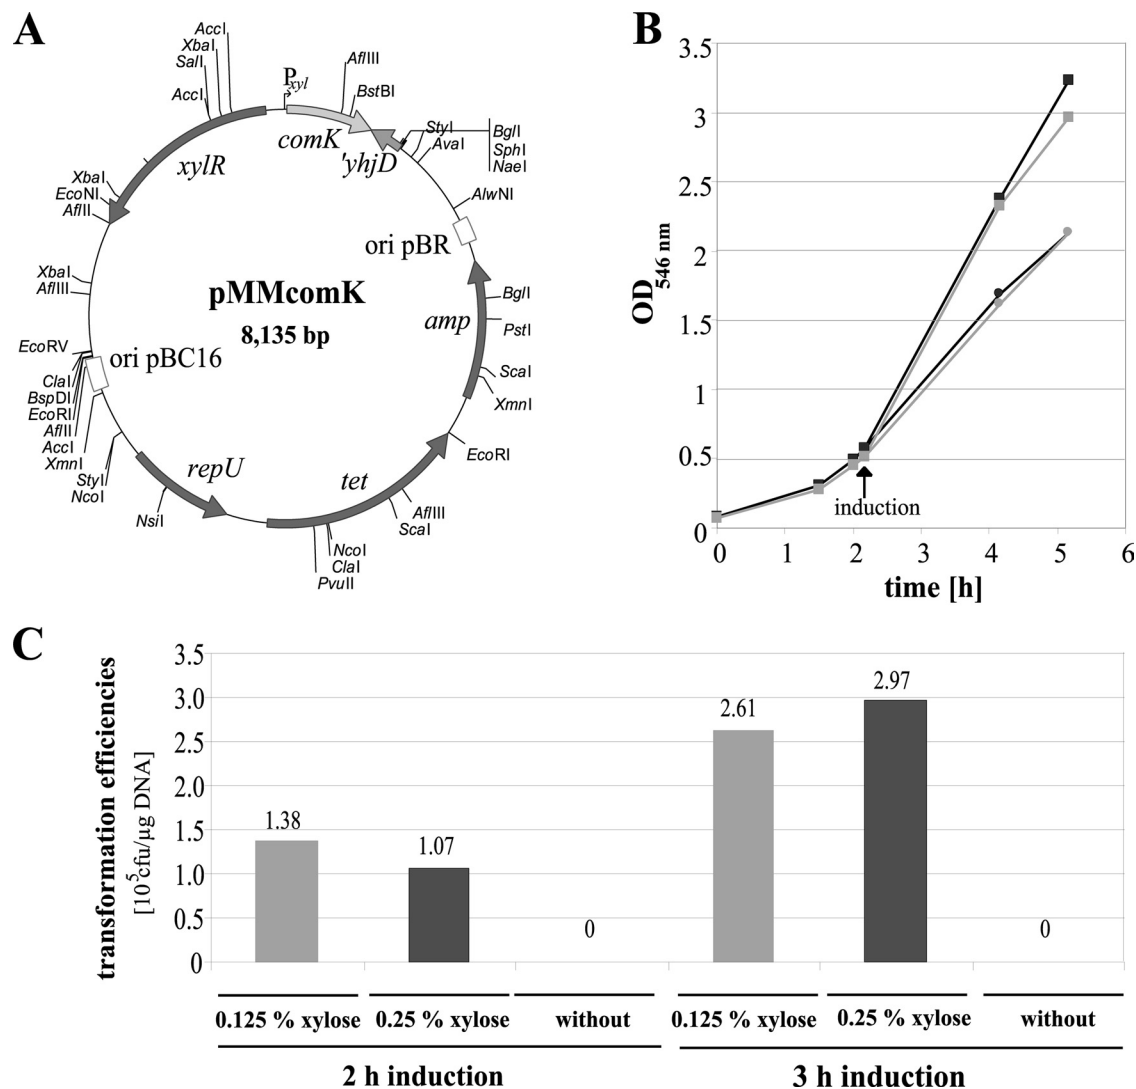 A
AccI
XbaI
SalI
AccI
Pxyl
AflIII
BstBI
comK
'yhjD
StyI
AvaI
BglI
SphI
NaeI
xylR
XbaI
EcoNI
AflII
AlwNI
ori pBR
XbaI
AflIII
pMMcomK
8,135 bp
amp
BglI
PstI
EcoRV
ori pBC16
ClaI
BspDI
EcoRI
AflII
AccI
XmnI
StyI
NcoI
ScaI
XmnI
EcoRI
repU
tet
NsiI
AflIII
ScaI
NcoI
ClaI
PvuII
B
OD546 nm
3.5
3
2.5
2
1.5
1
0.5
0
induction
0 1 2 3 4 5 6
time [h]
C
transformation efficiencies
[10^5cfu/µg DNA]
3.5
3.0
2.5
2.0
1.5
1.0
0.5
0
1.38
1.07
0
2.61
2.97
0
0.125 % xylose 0.25 % xylose without 0.125 % xylose 0.25 % xylose without
2 h induction 3 h induction